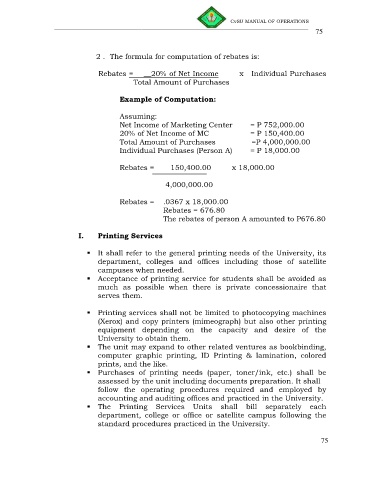 CvSU MANUAL OF OPERATIONS
75
2 . The formula for computation of rebates is:
Rebates = __20% of Net Income x Individual Purchases
Total Amount of Purchases
Example of Computation:
Assuming:
Net Income of Marketing Center = P 752,000.00
20% of Net Income of MC = P 150,400.00
Total Amount of Purchases =P 4,000,000.00
Individual Purchases (Person A) = P 18,000.00
Rebates = 150,400.00 x 18,000.00
4,000,000.00
Rebates = .0367 x 18,000.00
Rebates = 676.80
The rebates of person A amounted to P676.80
I. Printing Services
▪ It shall refer to the general printing needs of the University, its
department, colleges and offices including those of satellite
campuses when needed.
▪ Acceptance of printing service for students shall be avoided as
much as possible when there is private concessionaire that
serves them.
▪ Printing services shall not be limited to photocopying machines
(Xerox) and copy printers (mimeograph) but also other printing
equipment depending on the capacity and desire of the
University to obtain them.
▪ The unit may expand to other related ventures as bookbinding,
computer graphic printing, ID Printing & lamination, colored
prints, and the like.
▪ Purchases of printing needs (paper, toner/ink, etc.) shall be
assessed by the unit including documents preparation. It shall
follow the operating procedures required and employed by
accounting and auditing offices and practiced in the University.
▪ The Printing Services Units shall bill separately each
department, college or office or satellite campus following the
standard procedures practiced in the University.
75